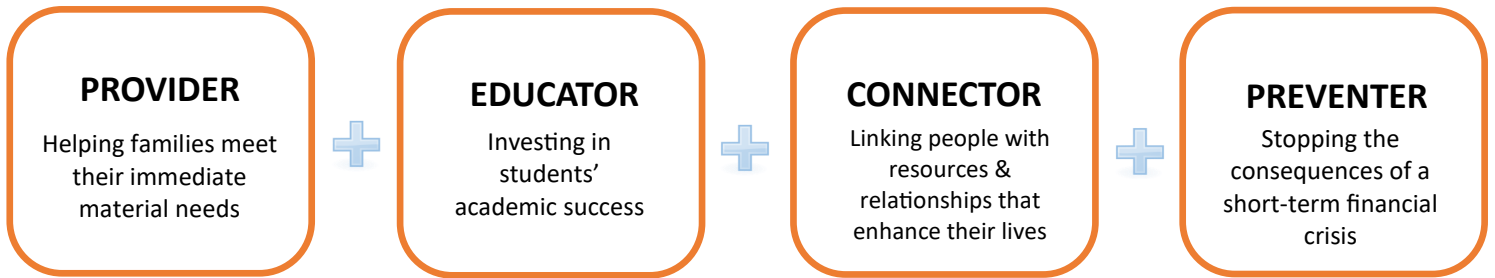 PROVIDER
Helping families meet
their immediate
material needs
EDUCATOR
Investing in
students’
academic success
CONNECTOR
Linking people with
resources &
relationships that
enhance their lives
PREVENTER
Stopping the
consequences of a
short-term financial
crisis